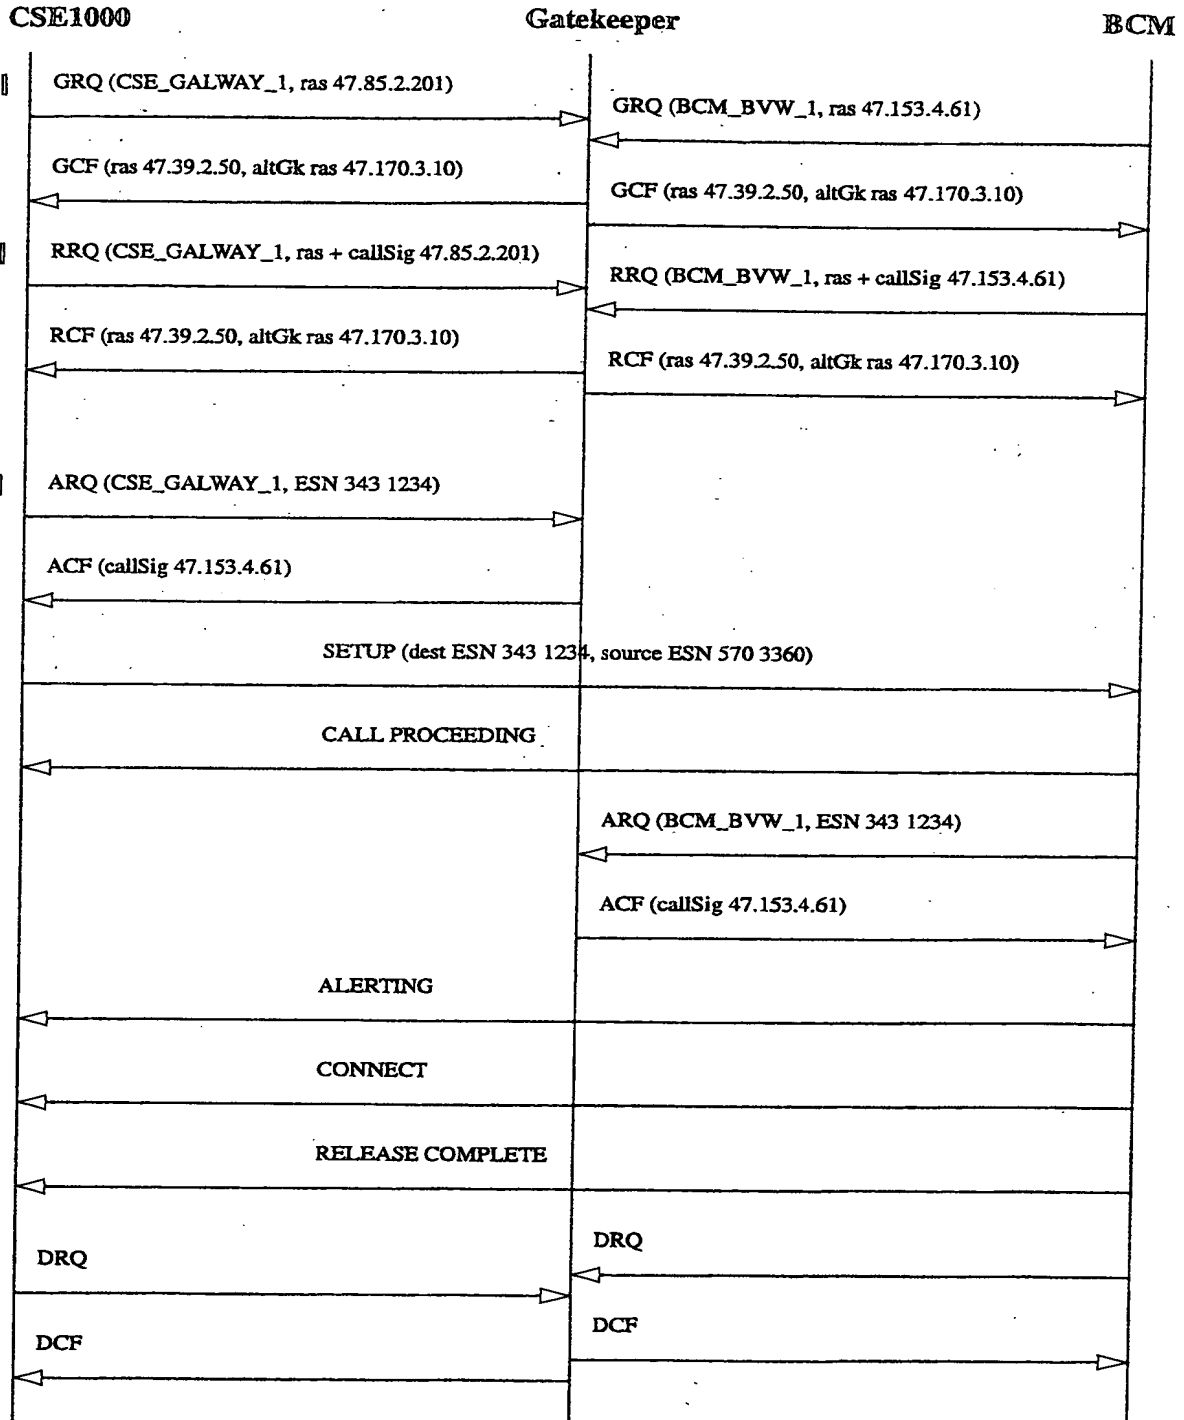 CSE1000
Gatekeeper
BCM
GRQ (CSE_GALWAY_1, ras 47.85.2.201)
GRQ (BCM_BVW_1, ras 47.153.4.61)
GCF (ras 47.39.2.50, altGk ras 47.170.3.10)
GCF (ras 47.39.2.50, altGk ras 47.170.3.10)
RRQ (CSE_GALWAY_1, ras + callSig 47.85.2.201)
RRQ (BCM_BVW_1, ras + callSig 47.153.4.61)
RCF (ras 47.39.2.50, altGk ras 47.170.3.10)
RCF (ras 47.39.2.50, altGk ras 47.170.3.10)
ARQ (CSE_GALWAY_1, ESN 343 1234)
ACF (callSig 47.153.4.61)
SETUP (dest ESN 343 1234, source ESN 570 3360)
CALL PROCEEDING
ARQ (BCM_BVW_1, ESN 343 1234)
ACF (callSig 47.153.4.61)
ALERTING
CONNECT
RELEASE COMPLETE
DRQ
DRQ
DCF
DCF